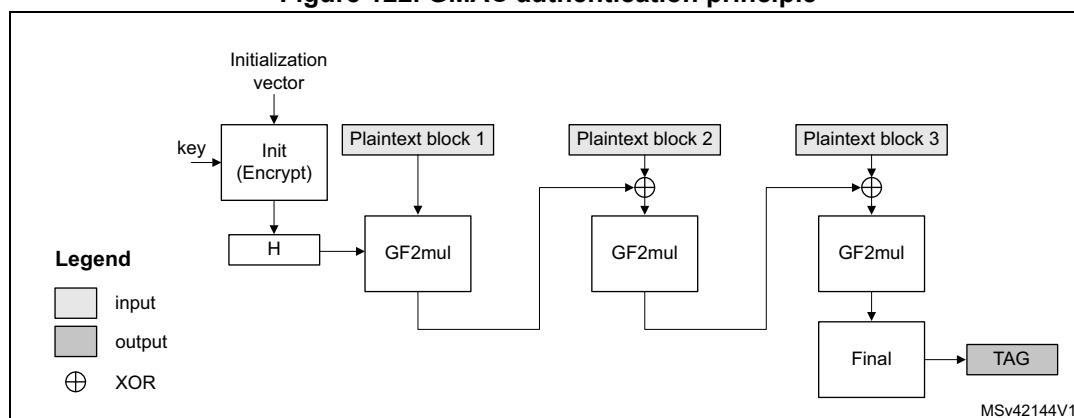 Figure 122. GMAC authentication principle
Initialization
vector
key
Init
(Encrypt)
Plaintext block 1
Plaintext block 2
Plaintext block 3
H
GF2mul
GF2mul
GF2mul
Legend
input
output
XOR
Final
TAG
MSv42144V1